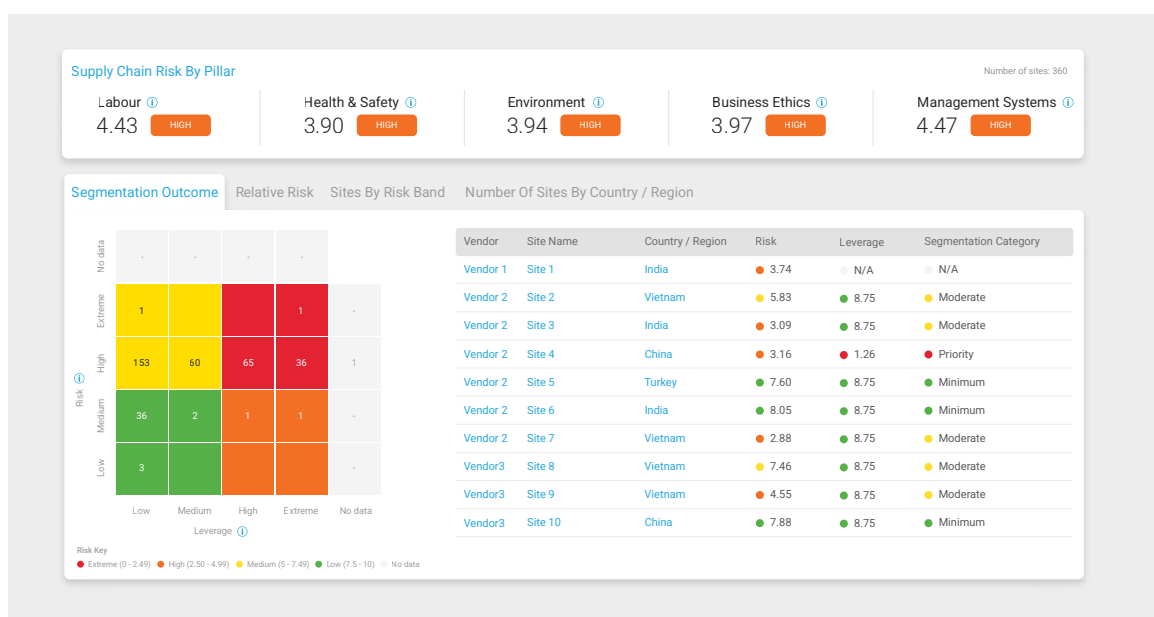 Supply Chain Risk By Pillar
Number of sites: 360
Labour Health & Safety Environment Business Ethics Management Systems
4.43 HIGH 3.90 HIGH 3.94 HIGH 3.97 HIGH 4.47 HIGH
Segmentation Outcome Relative Risk Sites By Risk Band Number Of Sites By Country / Region
Risk
No data - - - -
Extreme 1 1 -
High 153 60 65 36 1
Medium 36 2 1 1 -
Low 3 -
Low Medium High Extreme No data
Leverage
Risk Key
Extreme (0 - 2.49) High (2.50 - 4.99) Medium (5 - 7.49) Low (7.5 - 10) No data
Vendor Site Name Country / Region Risk Leverage Segmentation Category
Vendor 1 Site 1 India 3.74 N/A N/A
Vendor 2 Site 2 Vietnam 5.83 8.75 Moderate
Vendor 2 Site 3 India 3.09 8.75 Moderate
Vendor 2 Site 4 China 3.16 1.26 Priority
Vendor 2 Site 5 Turkey 7.60 8.75 Minimum
Vendor 2 Site 6 India 8.05 8.75 Minimum
Vendor 2 Site 7 Vietnam 2.88 8.75 Moderate
Vendor3 Site 8 Vietnam 7.46 8.75 Moderate
Vendor3 Site 9 Vietnam 4.55 8.75 Moderate
Vendor3 Site 10 China 7.88 8.75 Minimum